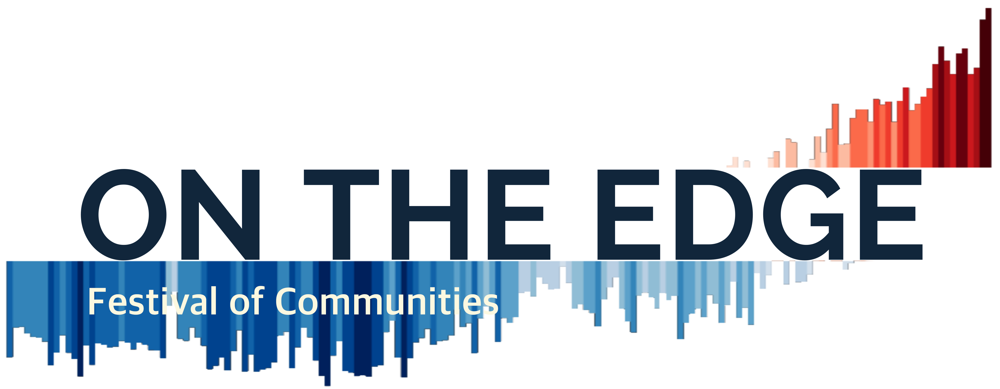 ON THE EDGE
Festival of Communities